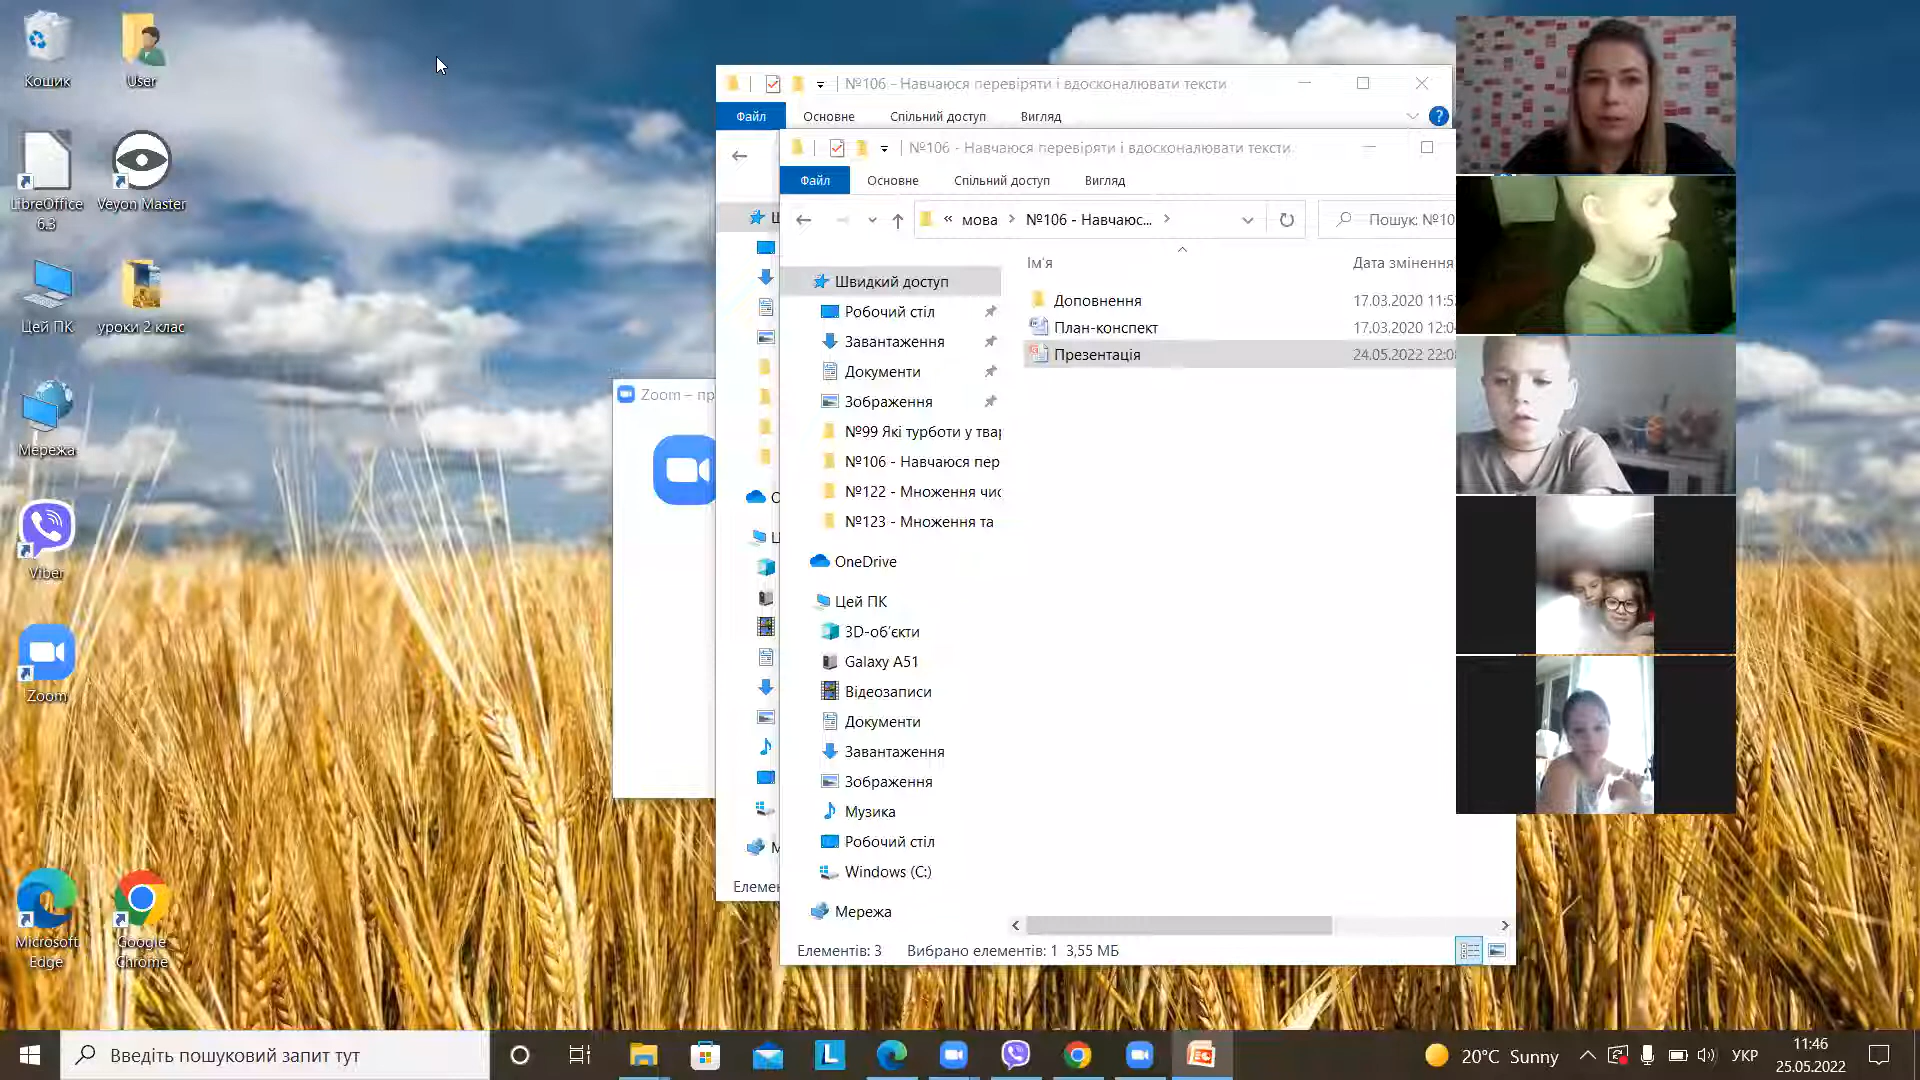 Кошик
User
LibreOffice
6.3
Veyon Master
Цей ПК
уроки 2 клас
Мережа
Viber
Zoom
Microsoft
Edge
Google
Chrome
Zoom – пр
№106 - Навчаюся перевіряти і вдосконалювати тексти
Файл
Основне
Спільний доступ
Вигляд
?
Елемен
№106 - Навчаюся перевіряти і вдосконалювати тексти
Файл
Основне
Спільний доступ
Вигляд
« мова
№106 - Навчаюс...
Пошук: №10
Ім'я
Дата змінення
Доповнення
17.03.2020 11:5
План-конспект
17.03.2020 12:0
Презентація
24.05.2022 22:0
Швидкий доступ
Робочий стіл
Завантаження
Документи
Зображення
№99 Які турботи у твар
№106 - Навчаюся пер
№122 - Множення чис
№123 - Множення та
OneDrive
Цей ПК
3D-об'єкти
Galaxy A51
Відеозаписи
Документи
Завантаження
Зображення
Музика
Робочий стіл
Windows (C:)
Мережа
Елементів: 3
Вибрано елементів: 1 3,55 МБ
Введіть пошуковий запит тут
L
20°C Sunny
УКР
11:46
25.05.2022